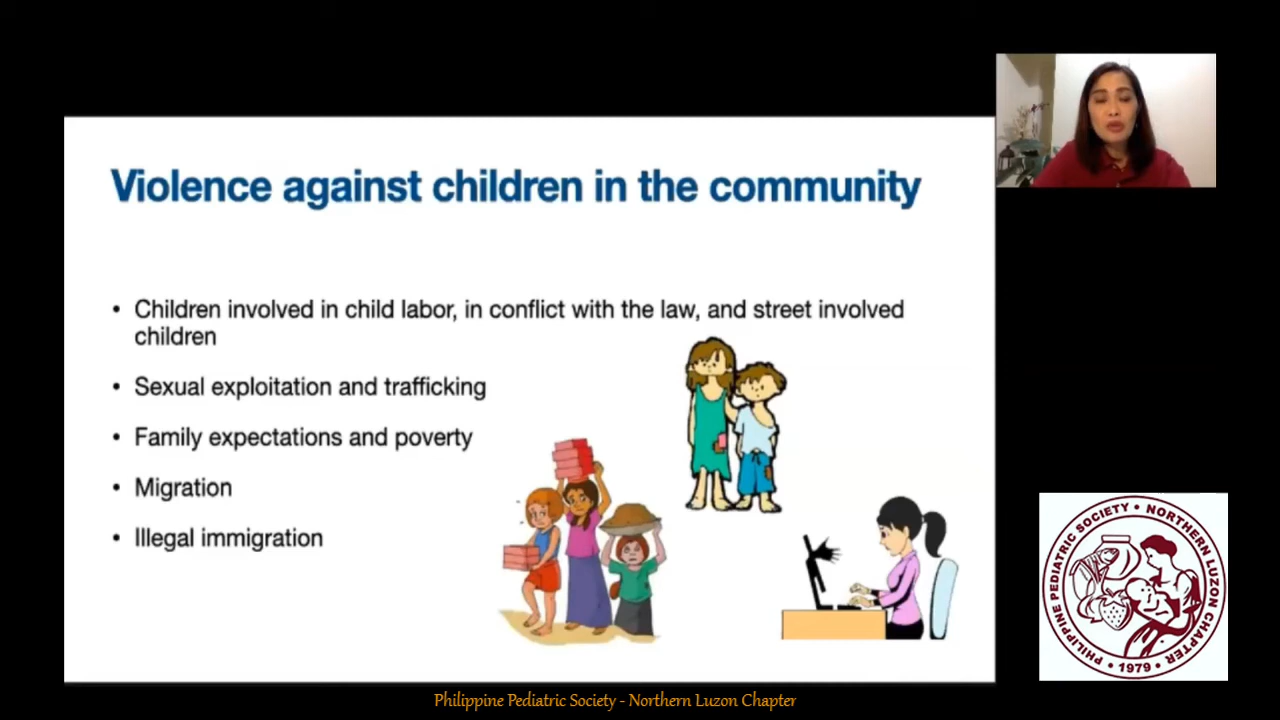 Violence against children in the community
• Children involved in child labor, in conflict with the law, and street involved
children
• Sexual exploitation and trafficking
• Family expectations and poverty
• Migration
• Illegal immigration
PHILIPPINE PEDIATRIC SOCIETY • NORTHERN LUZON CHAPTER • 1979 •
Philippine Pediatric Society - Northern Luzon Chapter